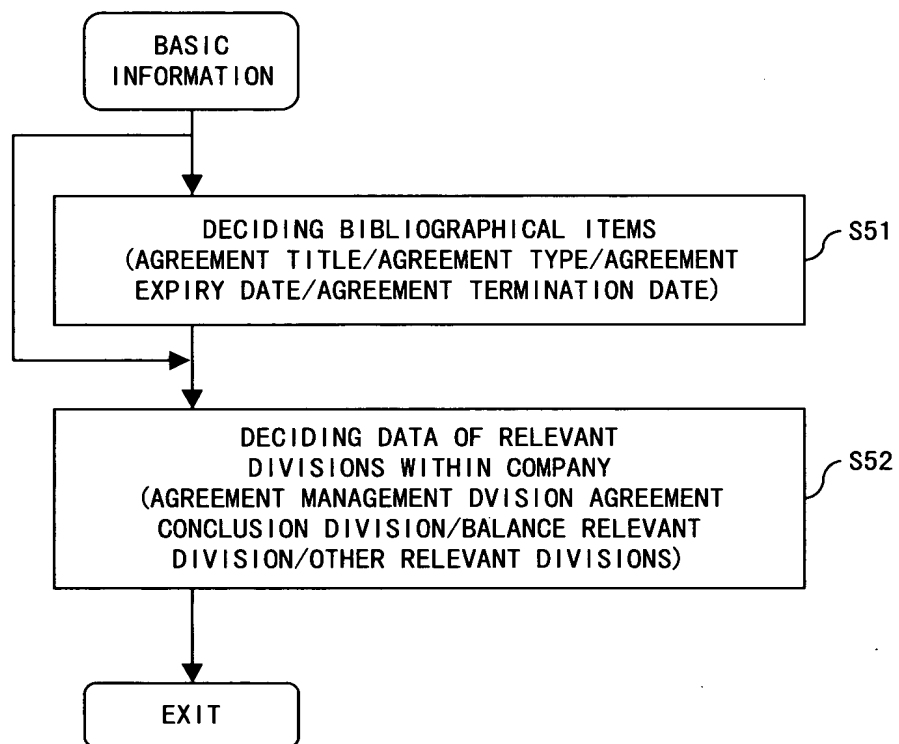 BASIC
INFORMATION
DECIDING BIBLIOGRAPHICAL ITEMS
(AGREEMENT TITLE/AGREEMENT TYPE/AGREEMENT
EXPIRY DATE/AGREEMENT TERMINATION DATE)
S51
DECIDING DATA OF RELEVANT
DIVISIONS WITHIN COMPANY
(AGREEMENT MANAGEMENT DVISION AGREEMENT
CONCLUSION DIVISION/BALANCE RELEVANT
DIVISION/OTHER RELEVANT DIVISIONS)
S52
EXIT